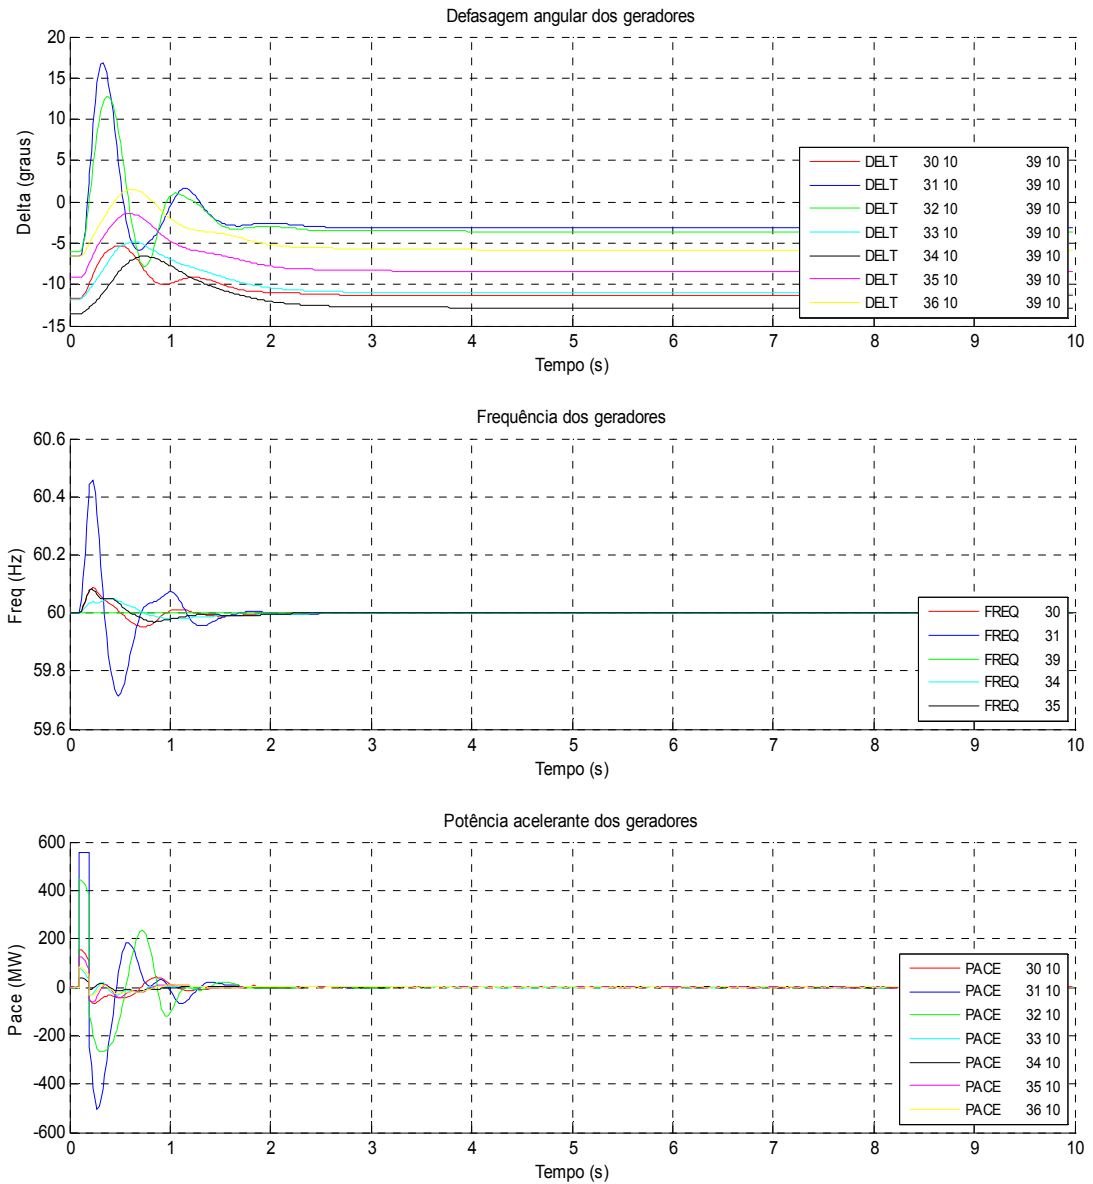 Defasagem angular dos geradores
20
15
10
5
0
-5
-10
-15
Delta (graus)
DELT 30 10 39 10
DELT 31 10 39 10
DELT 32 10 39 10
DELT 33 10 39 10
DELT 34 10 39 10
DELT 35 10 39 10
DELT 36 10 39 10
0 1 2 3 4 5 6 7 8 9 10
Tempo (s)
Frequência dos geradores
60.6
60.4
60.2
60
59.8
59.6
Freq (Hz)
FREQ 30
FREQ 31
FREQ 39
FREQ 34
FREQ 35
0 1 2 3 4 5 6 7 8 9 10
Tempo (s)
Potência acelerante dos geradores
600
400
200
0
-200
-400
-600
Pace (MW)
PACE 30 10
PACE 31 10
PACE 32 10
PACE 33 10
PACE 34 10
PACE 35 10
PACE 36 10
0 1 2 3 4 5 6 7 8 9 10
Tempo (s)